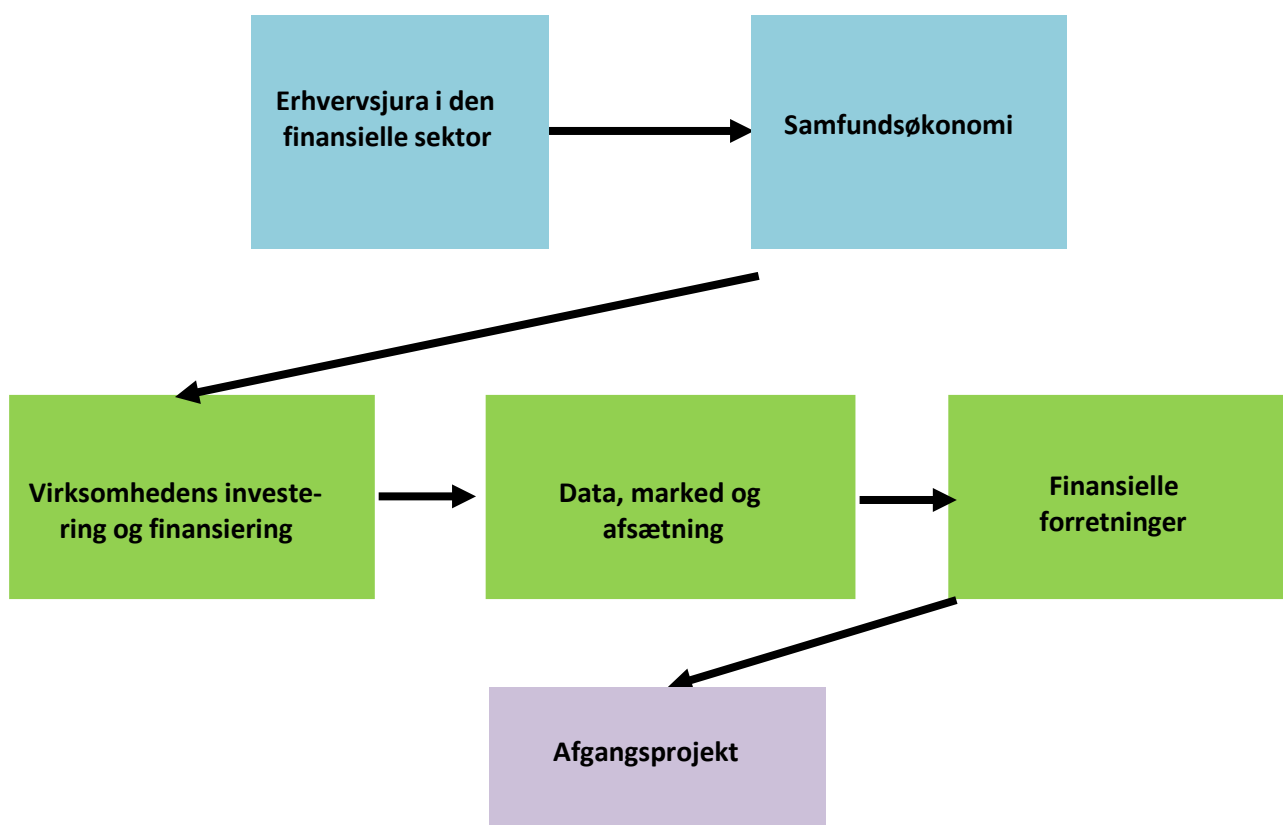 Erhvervsjura i den
finansielle sektor
Samfundsøkonomi
Virksomhedens investe-
ring og finansiering
Data, marked og
afsætning
Finansielle
forretninger
Afgangsprojekt